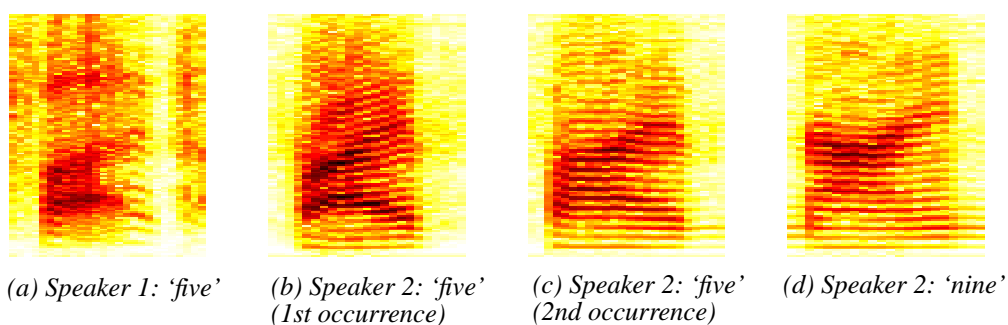 (a) Speaker 1: ‘five’
(b) Speaker 2: ‘five’
(1st occurrence)
(c) Speaker 2: ‘five’
(2nd occurrence)
(d) Speaker 2: ‘nine’